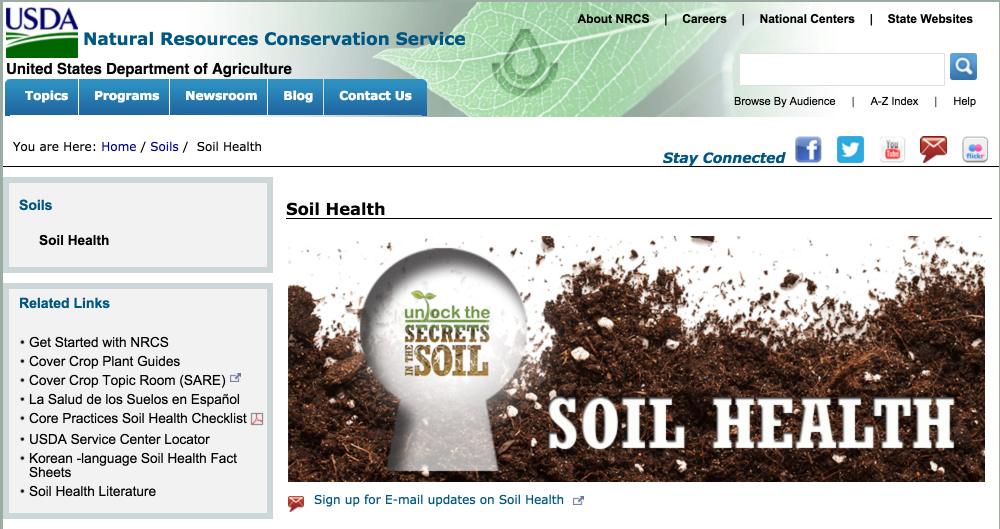 USDA
Natural Resources Conservation Service
United States Department of Agriculture
About NRCS | Careers | National Centers | State Websites
Topics Programs Newsroom Blog Contact Us
Browse By Audience | A-Z Index | Help
You are Here: Home / Soils / Soil Health
Stay Connected
f
You
Tube
flickr
Soils
Soil Health
Related Links
• Get Started with NRCS
• Cover Crop Plant Guides
• Cover Crop Topic Room (SARE)
• La Salud de los Suelos en Español
• Core Practices Soil Health Checklist
• USDA Service Center Locator
• Korean -language Soil Health Fact
Sheets
• Soil Health Literature
Soil Health
unlock the
SECRETS
IN THE
SOIL
SOIL HEALTH
Sign up for E-mail updates on Soil Health